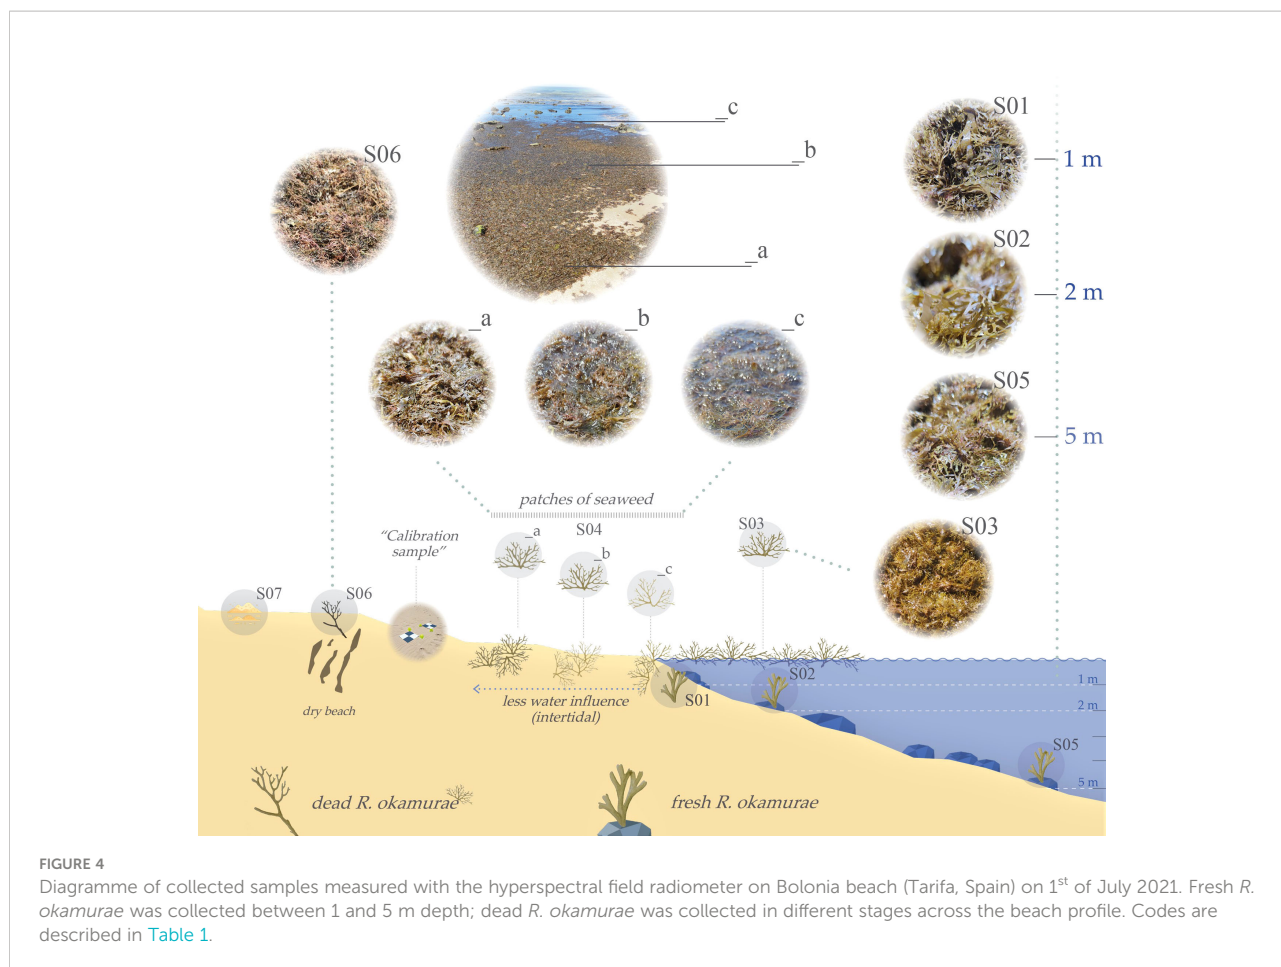 S01
_c
S06
_b
1 m
_a
S02
2 m
_a
_b
_c
S05
5 m
patches of seaweed
S03
S04
S03
"Calibration
sample"
_a
_b
_c
S07
S06
S02
1 m
S01
less water influence
(intertidal)
2 m
dry beach
S05
5 m
dead R. okamurae
fresh R. okamurae
FIGURE 4
Diagramme of collected samples measured with the hyperspectral field radiometer on Bolonia beach (Tarifa, Spain) on 1st of July 2021. Fresh R.
okamurae was collected between 1 and 5 m depth; dead R. okamurae was collected in different stages across the beach profile. Codes are
described in Table 1.